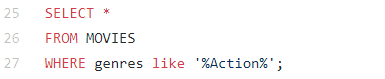 25 SELECT *
26 FROM MOVIES
27 WHERE genres like '%Action%';